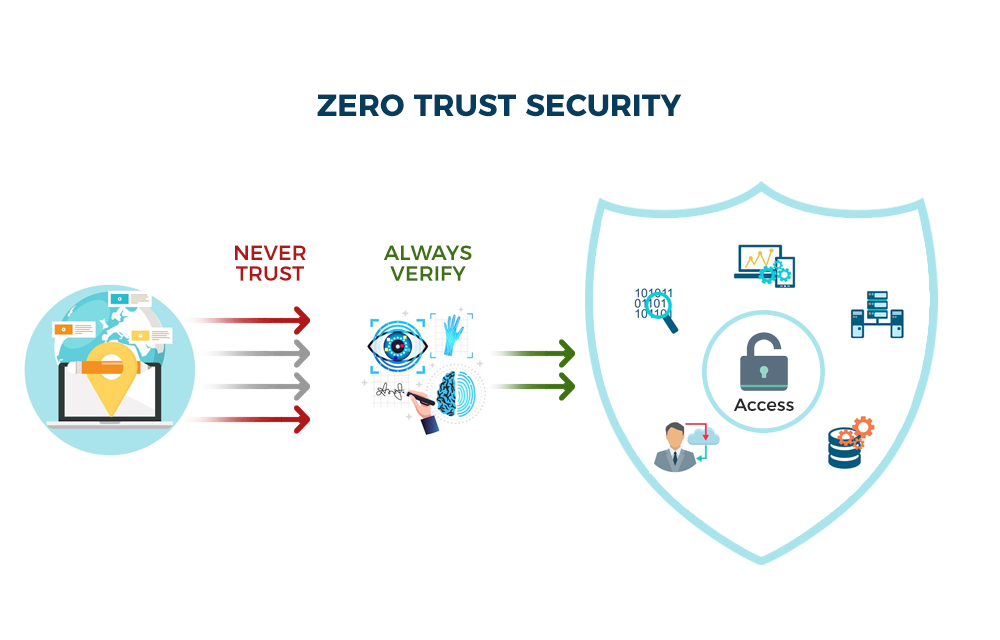 ZERO TRUST SECURITY
NEVER
TRUST
ALWAYS
VERIFY
101011
01101
10110
Access